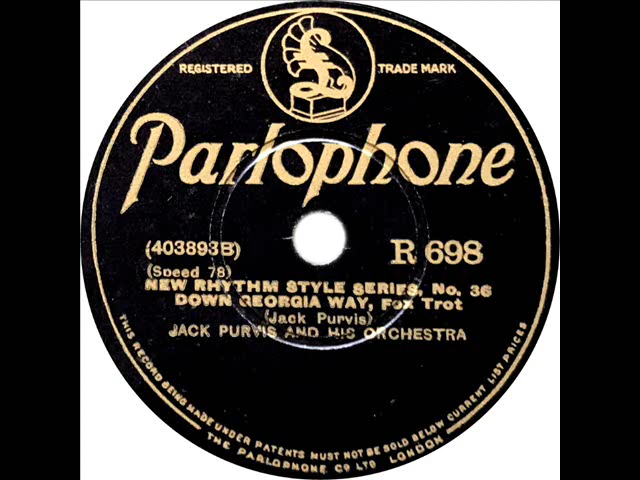 REGISTERED TRADE MARK
Parlophone
(403893B) R 698
(Speed 78)
NEW RHYTHM STYLE SERIES, No. 36
DOWN GEORGIA WAY, Fox Trot
(Jack Purvis)
JACK PURVIS AND HIS ORCHESTRA
THIS RECORD BEING MADE UNDER PATENTS MUST NOT BE SOLD BELOW CURRENT LIST PRICES
THE PARLOPHONE CO LTD LONDON